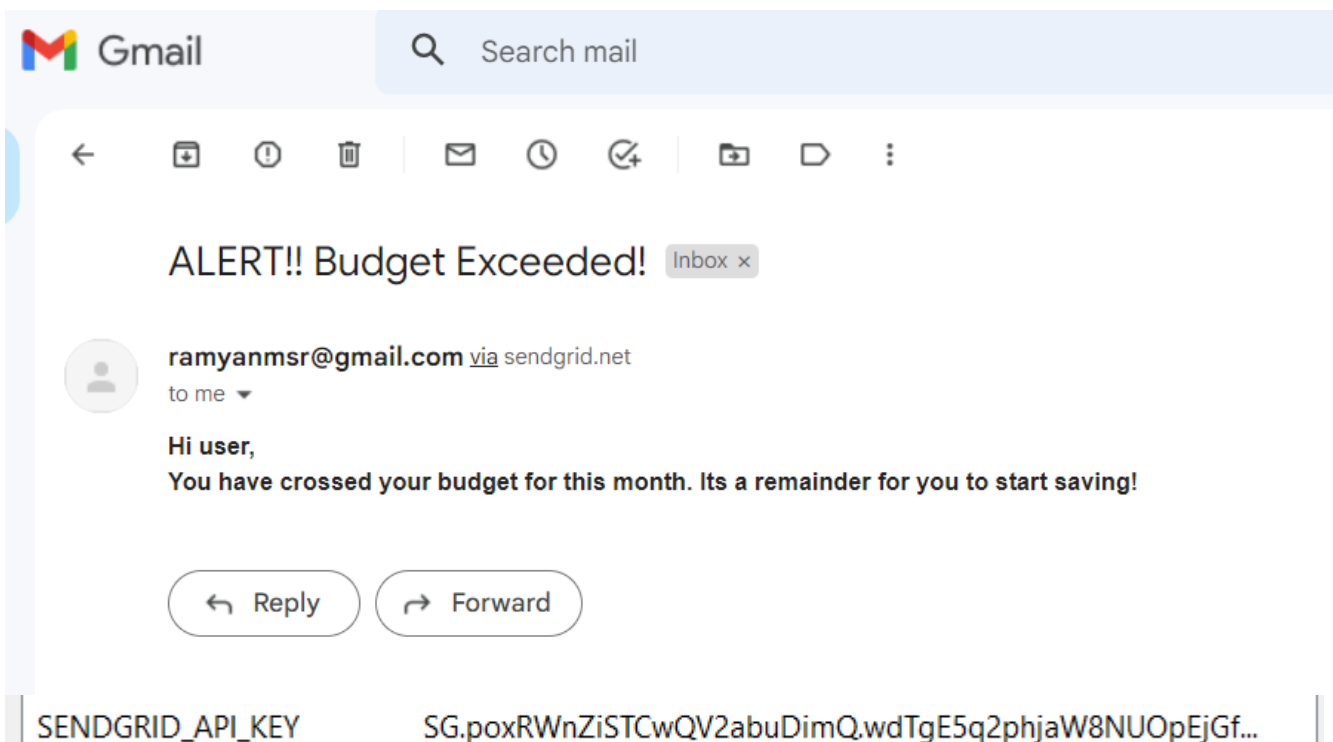 Gmail
Search mail
ALERT!! Budget Exceeded! Inbox ×
ramyanmsr@gmail.com via sendgrid.net
to me
Hi user,
You have crossed your budget for this month. Its a remainder for you to start saving!
Reply
Forward
SENDGRID_API_KEY SG.poxRWnZiSTCwQV2abuDimQ.wdTgE5q2phjaW8NUOpEjGf...